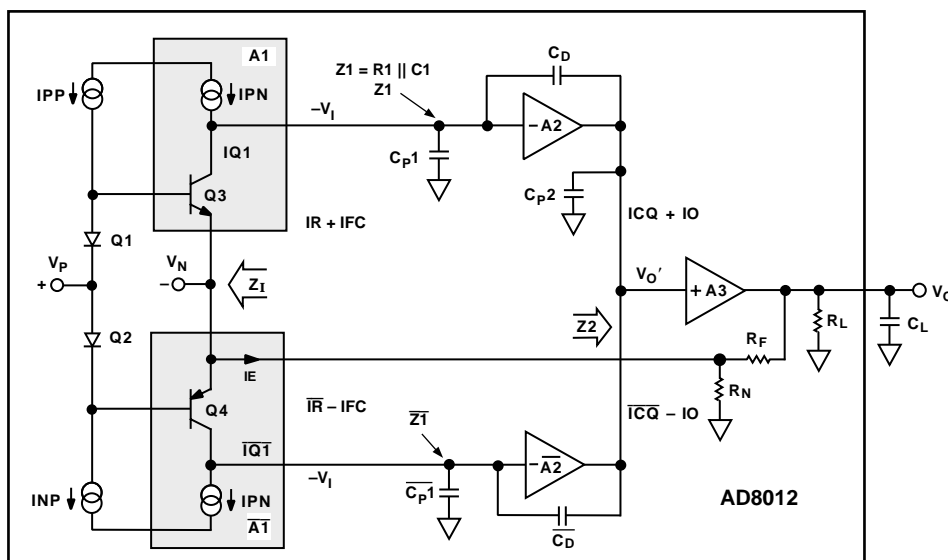 A1
Z1 = R1 || C1
Z1
CD
IPP
IPN
–VI
–A2
IQ1
CP1
Q3
CP2
ICQ + IO
IR + IFC
Q1
VP
+
VN
–
ZI
VO′
+A3
VO
Z2
RL
CL
Q2
RF
IE
RN
Q4
IR – IFC
ICQ – IO
Z1
IQ1
–VI
–A2
CP1
INP
IPN
AD8012
A1
CD